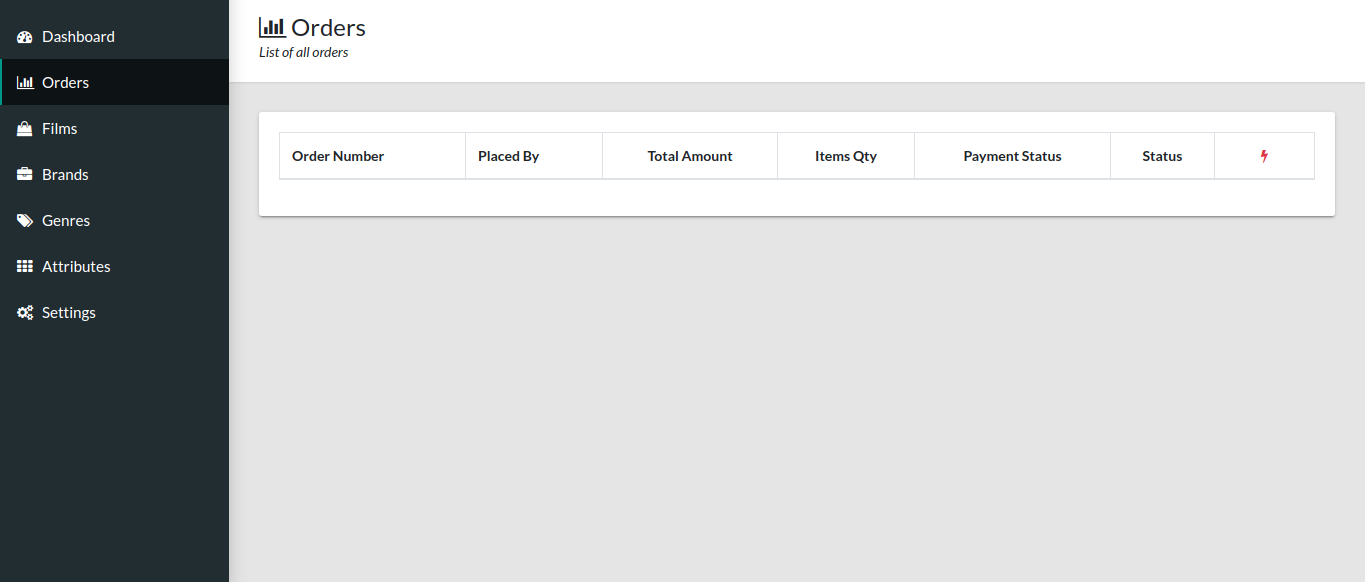 Dashboard
Orders
Films
Brands
Genres
Attributes
Settings
Orders
List of all orders
Order Number Placed By Total Amount Items Qty Payment Status Status